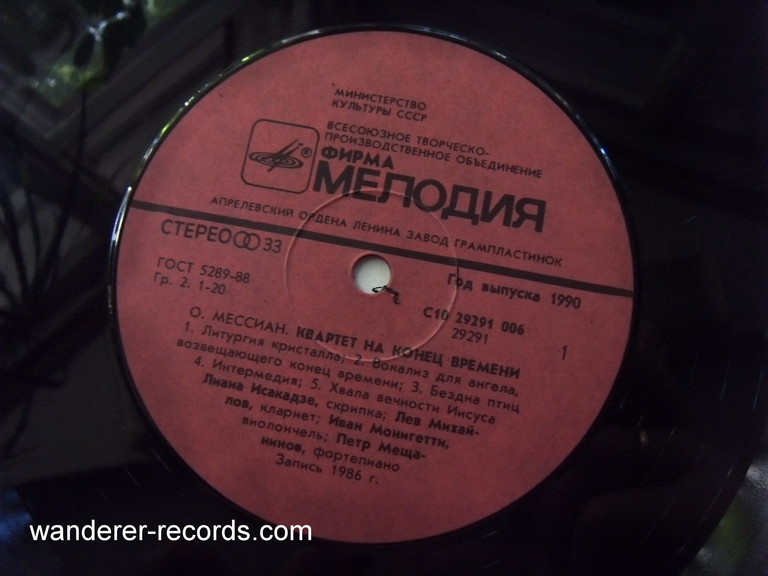 МИНИСТЕРСТВО
КУЛЬТУРЫ СССР
ВСЕСОЮЗНОЕ ТВОРЧЕСКО-
ПРОИЗВОДСТВЕННОЕ ОБЪЕДИНЕНИЕ
ФИРМА
®
МЕЛОДИЯ
АПРЕЛЕВСКИЙ ОРДЕНА ЛЕНИНА ЗАВОД ГРАМПЛАСТИНОК
СТЕРЕО 33
ГОСТ 5289-88
Гр. 2. 1-20
Год выпуска 1990
С10 29291 006
29291
1
О. МЕССИАН. КВАРТЕТ НА КОНЕЦ ВРЕМЕНИ
1. Литургия кристалла; 2. Вокализ для ангела,
возвещающего конец времени; 3. Бездна птиц
4. Интермедия; 5. Хвала вечности Иисуса
Лиана Исакадзе, скрипка; Лев Михай-
лов, кларнет; Иван Монигетти,
виолончель; Петр Меща-
нинов, фортепиано
Запись 1986 г.
wanderer-records.com